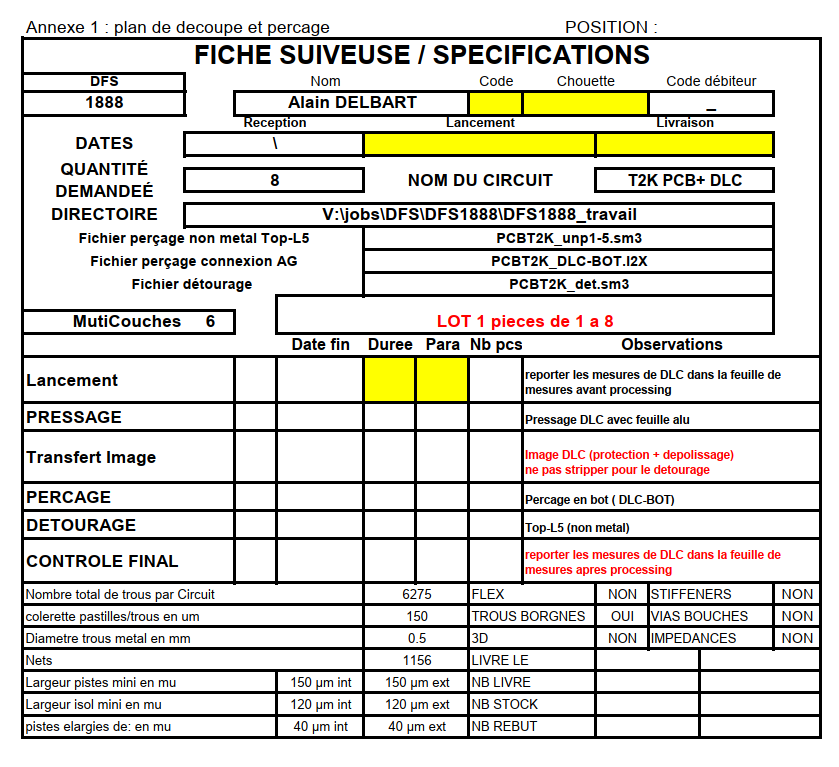 Annexe 1 : plan de decoupe et percage POSITION :
FICHE SUIVEUSE / SPECIFICATIONS
DFS Nom Code Chouette Code débiteur
1888 Alain DELBART _
Reception Lancement Livraison
DATES \
QUANTITÉ DEMANDEÉ 8 NOM DU CIRCUIT T2K PCB+ DLC
DIRECTOIRE V:\jobs\DFS\DFS1888\DFS1888_travail
Fichier perçage non metal Top-L5 PCBT2K_unp1-5.sm3
Fichier perçage connexion AG PCBT2K_DLC-BOT.I2X
Fichier détourage PCBT2K_det.sm3
MutiCouches 6 LOT 1 pieces de 1 a 8
Date fin Duree Para Nb pcs Observations
Lancement reporter les mesures de DLC dans la feuille de
mesures avant processing
PRESSAGE Pressage DLC avec feuille alu
Transfert Image Image DLC (protection + depolissage)
ne pas stripper pour le detourage
PERCAGE Percage en bot ( DLC-BOT)
DETOURAGE Top-L5 (non metal)
CONTROLE FINAL reporter les mesures de DLC dans la feuille de
mesures apres processing
Nombre total de trous par Circuit 6275 FLEX NON STIFFENERS NON
colerette pastilles/trous en um 150 TROUS BORGNES OUI VIAS BOUCHES NON
Diametre trous metal en mm 0.5 3D NON IMPEDANCES NON
Nets 1156 LIVRE LE
Largeur pistes mini en mu 150 µm int 150 µm ext NB LIVRE
Largeur isol mini en mu 120 µm int 120 µm ext NB STOCK
pistes elargies de: en mu 40 µm int 40 µm ext NB REBUT